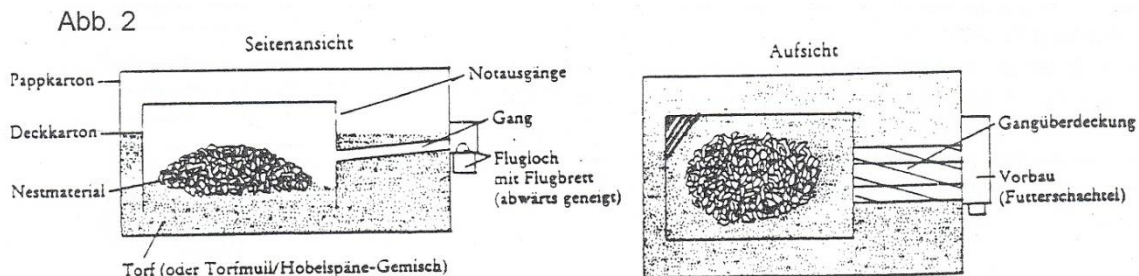 Abb. 2
Seitenansicht
Pappkarton
Deckkarton
Nestmaterial
Torf (oder Torfmull/Hobelspäne-Gemisch)
Notausgänge
Gang
Flugloch
mit Flugbrett
(abwärts geneigt)
Aufsicht
Gangüberdeckung
Vorbau
(Futterschachtel)